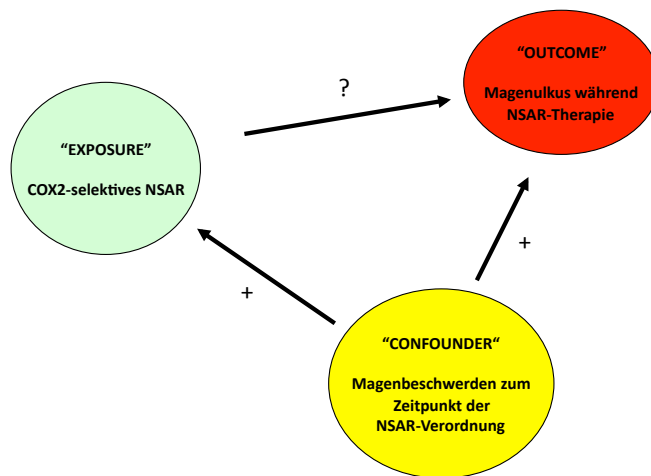 “OUTCOME”
Magenulkus während
NSAR-Therapie
?
“EXPOSURE”
COX2-selektives NSAR
+
+
“CONFOUNDER“
Magenbeschwerden zum
Zeitpunkt der
NSAR-Verordnung